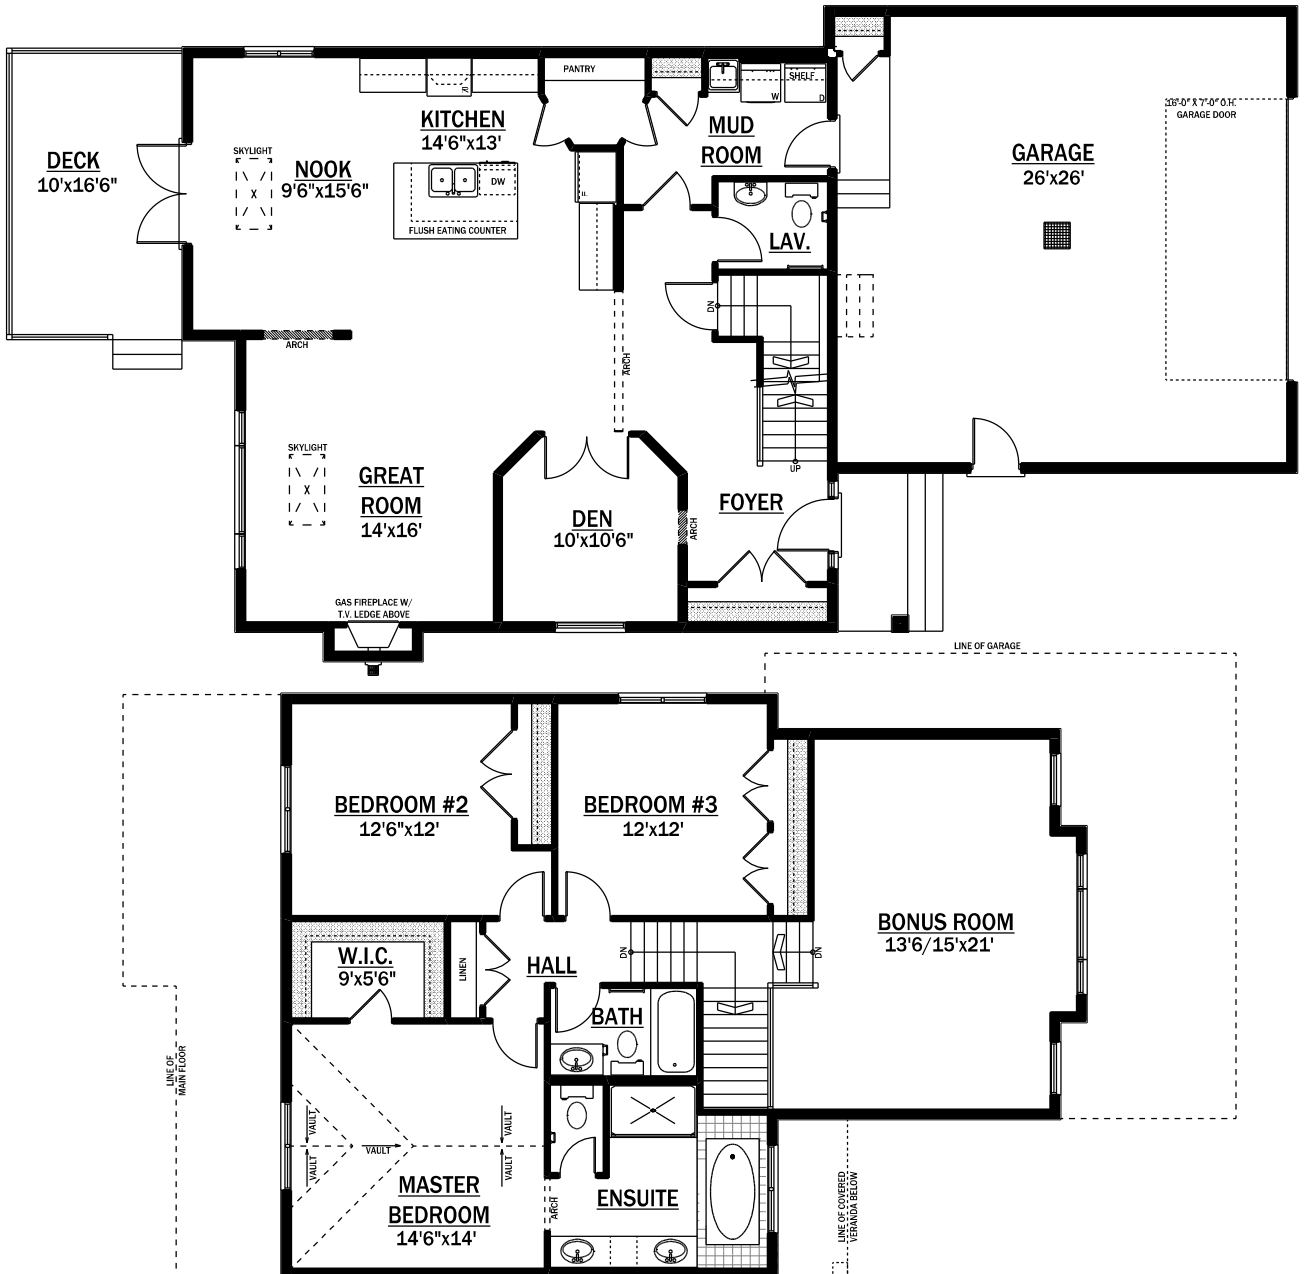 PANTRY
SHELF
W
D
16'-0" X 7'-0" O.H.
GARAGE DOOR
KITCHEN
14'6"x13'
MUD
ROOM
GARAGE
26'x26'
DECK
10'x16'6"
SKYLIGHT
NOOK
9'6"x15'6"
DW
FLUSH EATING COUNTER
LAV.
DN
ARCH
ARCH
SKYLIGHT
GREAT
ROOM
14'x16'
UP
FOYER
DEN
10'x10'6"
ARCH
GAS FIREPLACE W/
T.V. LEDGE ABOVE
LINE OF GARAGE
BEDROOM #2
12'6"x12'
BEDROOM #3
12'x12'
BONUS ROOM
13'6/15'x21'
W.I.C.
9'x5'6"
LINEN
HALL
DN
DN
BATH
LINE OF
MAIN FLOOR
VAULT
VAULT
VAULT
VAULT
VAULT
MASTER
BEDROOM
14'6"x14'
ARCH
ENSUITE
LINE OF COVERED
VERANDA BELOW